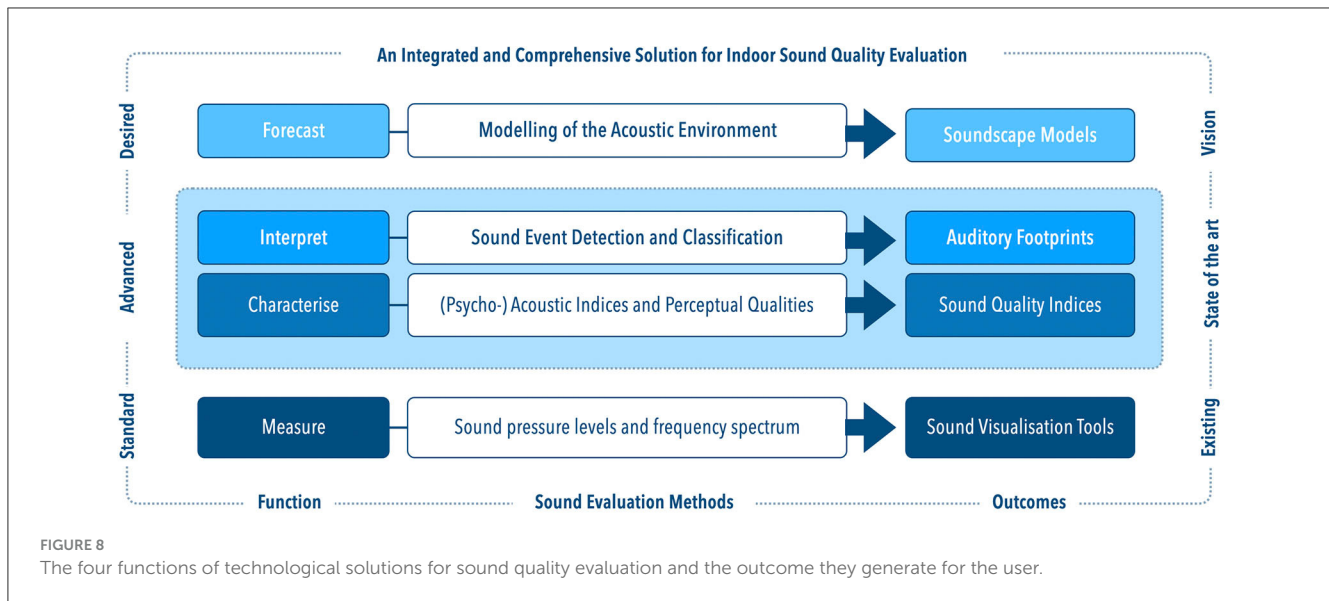 An Integrated and Comprehensive Solution for Indoor Sound Quality Evaluation
Desired
Forecast
Modelling of the Acoustic Environment
Soundscape Models
Vision
Advanced
Interpret
Sound Event Detection and Classification
Auditory Footprints
State of the art
Characterise
(Psycho-) Acoustic Indices and Perceptual Qualities
Sound Quality Indices
Standard
Measure
Sound pressure levels and frequency spectrum
Sound Visualisation Tools
Existing
Function
Sound Evaluation Methods
Outcomes
FIGURE 8
The four functions of technological solutions for sound quality evaluation and the outcome they generate for the user.